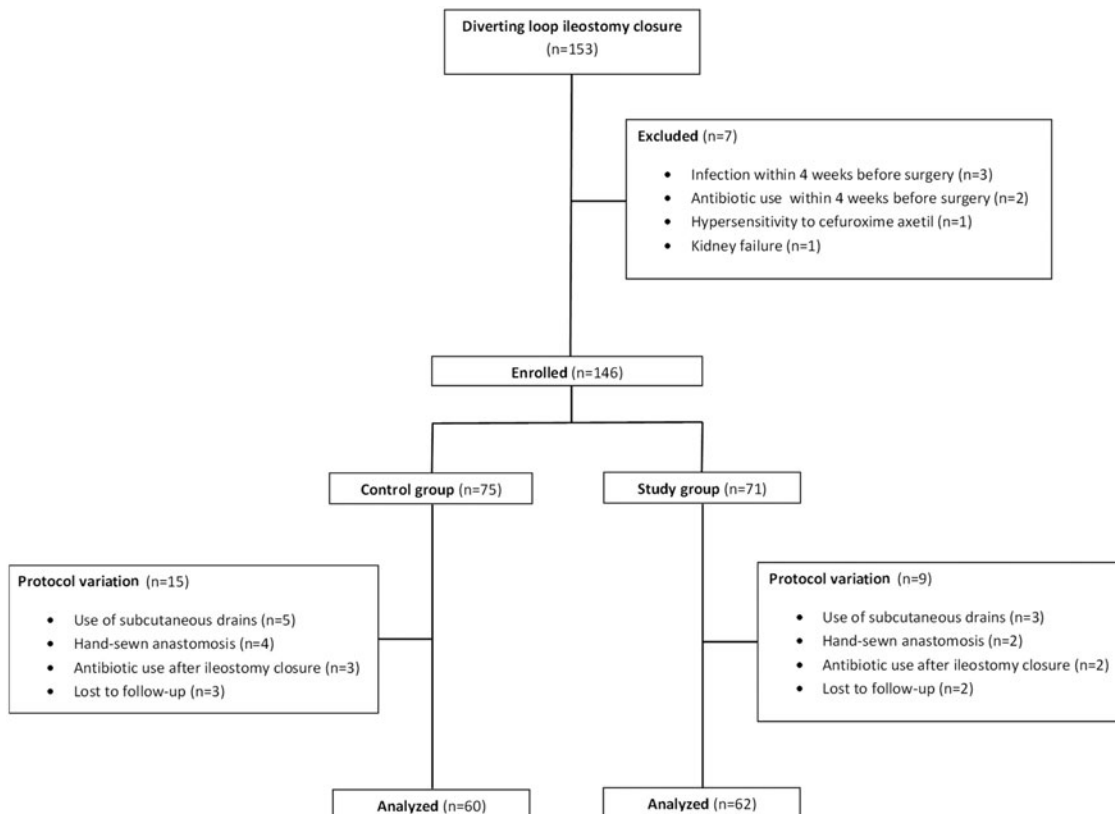 Diverting loop ileostomy closure
(n=153)
Excluded (n=7)
• Infection within 4 weeks before surgery (n=3)
• Antibiotic use within 4 weeks before surgery (n=2)
• Hypersensitivity to cefuroxime axetil (n=1)
• Kidney failure (n=1)
Enrolled (n=146)
Control group (n=75)
Study group (n=71)
Protocol variation (n=15)
• Use of subcutaneous drains (n=5)
• Hand-sewn anastomosis (n=4)
• Antibiotic use after ileostomy closure (n=3)
• Lost to follow-up (n=3)
Protocol variation (n=9)
• Use of subcutaneous drains (n=3)
• Hand-sewn anastomosis (n=2)
• Antibiotic use after ileostomy closure (n=2)
• Lost to follow-up (n=2)
Analyzed (n=60)
Analyzed (n=62)